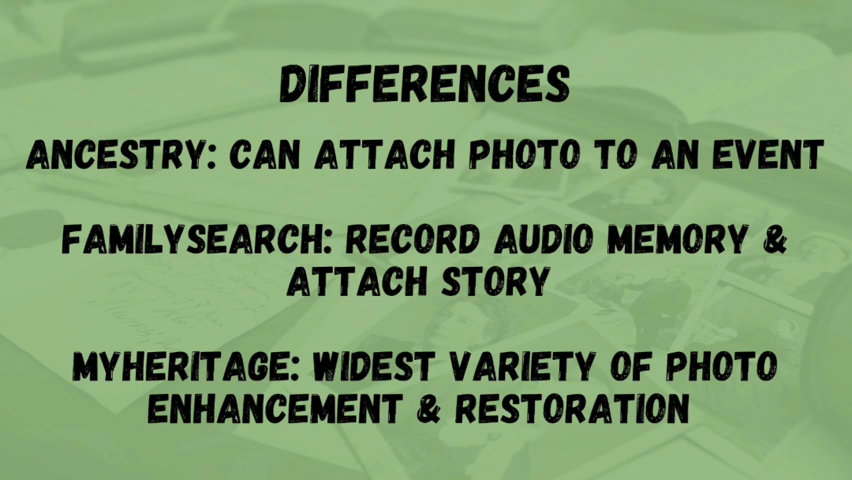 DIFFERENCES
ANCESTRY: CAN ATTACH PHOTO TO AN EVENT
FAMILYSEARCH: RECORD AUDIO MEMORY &
ATTACH STORY
MYHERITAGE: WIDEST VARIETY OF PHOTO
ENHANCEMENT & RESTORATION